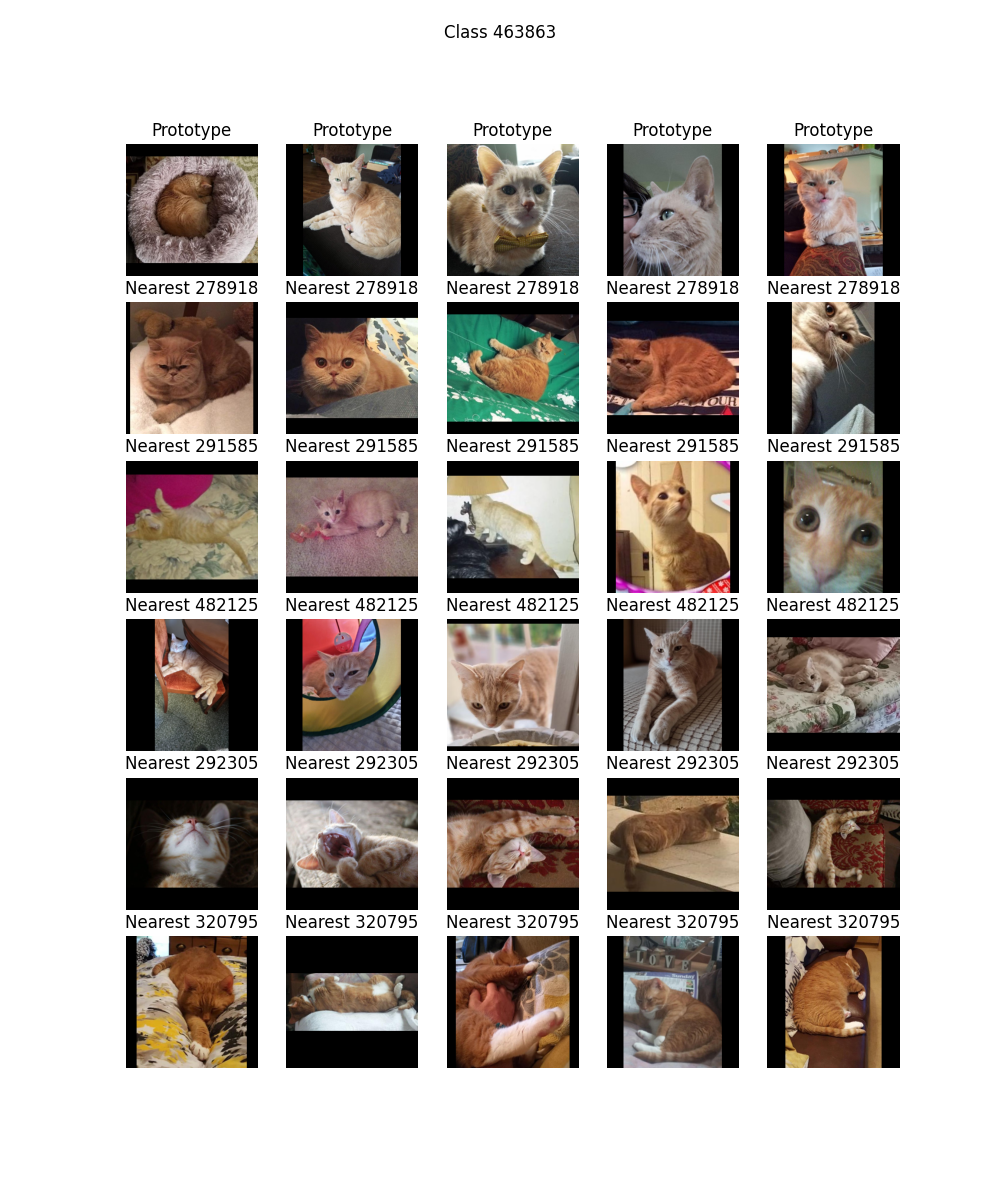 Class 463863
Prototype Prototype Prototype Prototype Prototype
Nearest 278918 Nearest 278918 Nearest 278918 Nearest 278918 Nearest 278918
Nearest 291585 Nearest 291585 Nearest 291585 Nearest 291585 Nearest 291585
Nearest 482125 Nearest 482125 Nearest 482125 Nearest 482125 Nearest 482125
Nearest 292305 Nearest 292305 Nearest 292305 Nearest 292305 Nearest 292305
Nearest 320795 Nearest 320795 Nearest 320795 Nearest 320795 Nearest 320795
LOVE